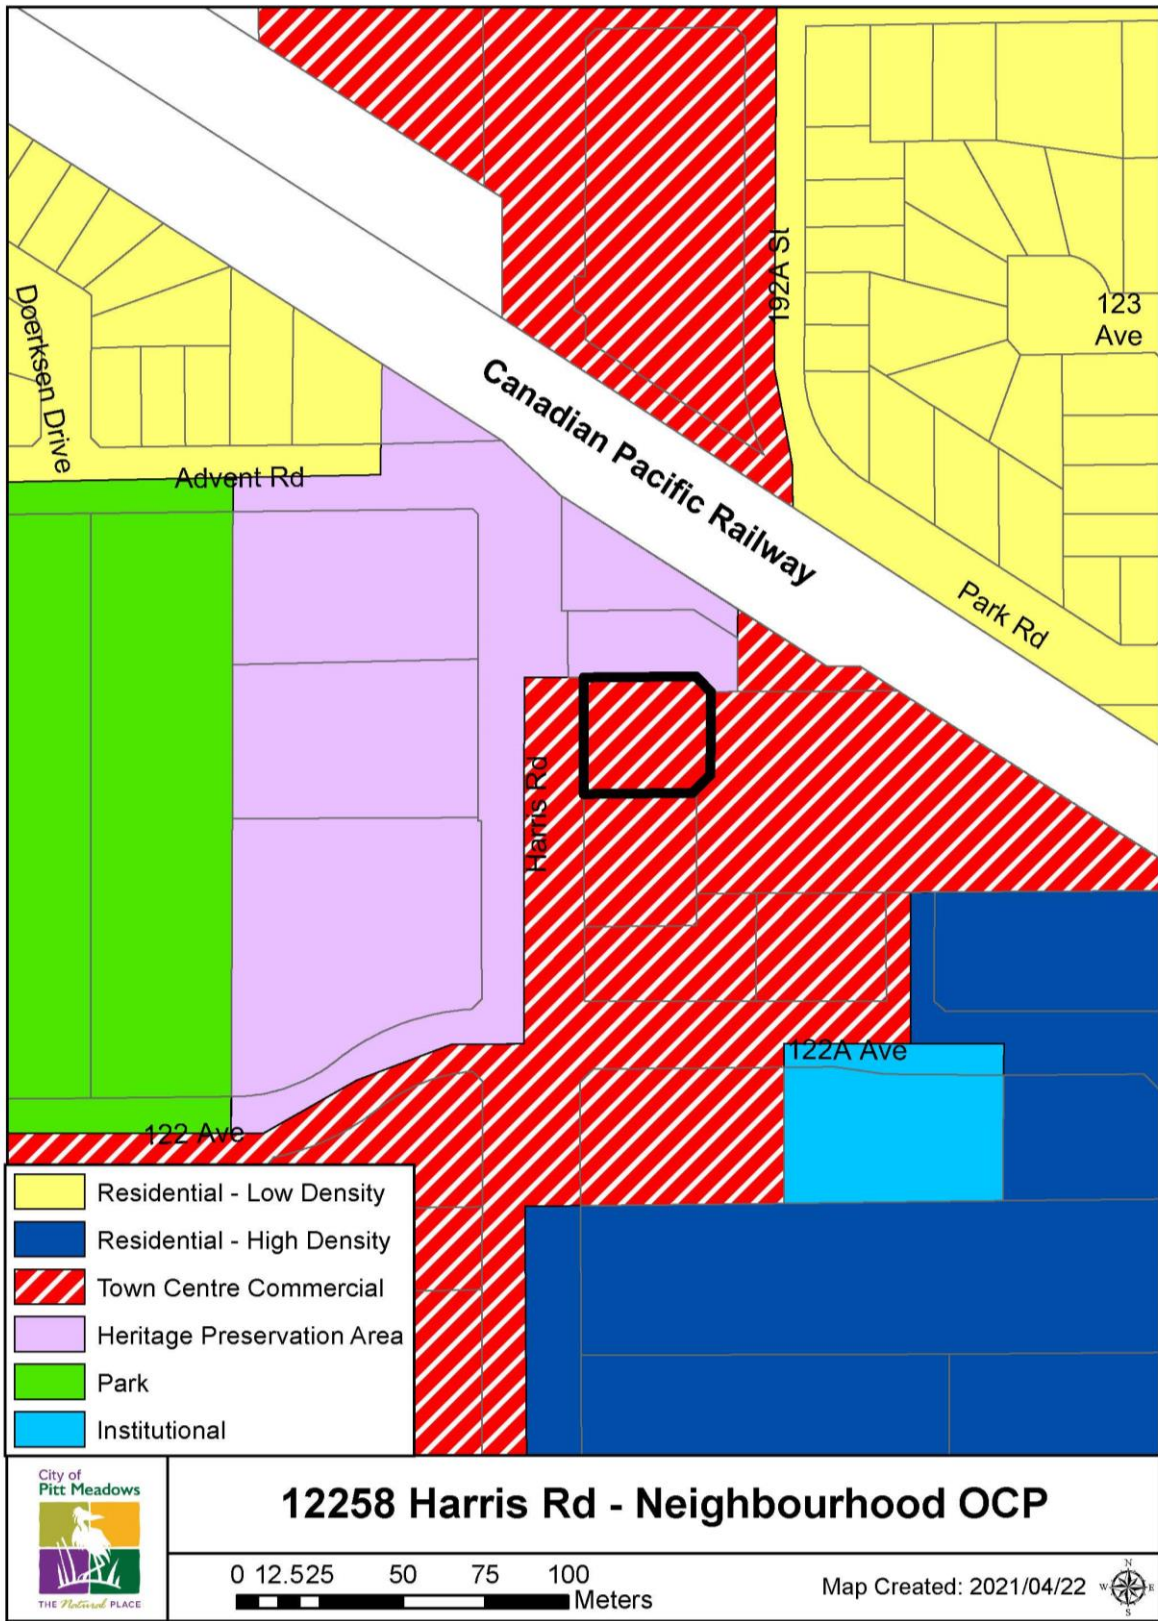 192A St
123
Ave
Doerksen Drive
Canadian Pacific Railway
Advent Rd
Park Rd
Harris Rd
122A Ave
122 Ave
Residential - Low Density
Residential - High Density
Town Centre Commercial
Heritage Preservation Area
Park
Institutional
City of
Pitt Meadows
THE Natural PLACE
12258 Harris Rd - Neighbourhood OCP
0 12.525 50 75 100
Meters
Map Created: 2021/04/22
N
W E
S